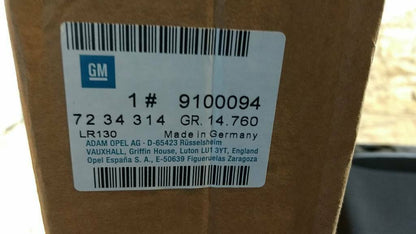 GM
1 # 9100094
72 34 314 GR. 14.760
LR130 Made in Germany
ADAM OPEL AG · D-65423 Rüsselsheim
VAUXHALL, Griffin House, Luton LU1 3YT, England
Opel España S. A., E-50639 Figueruelas Zaragoza